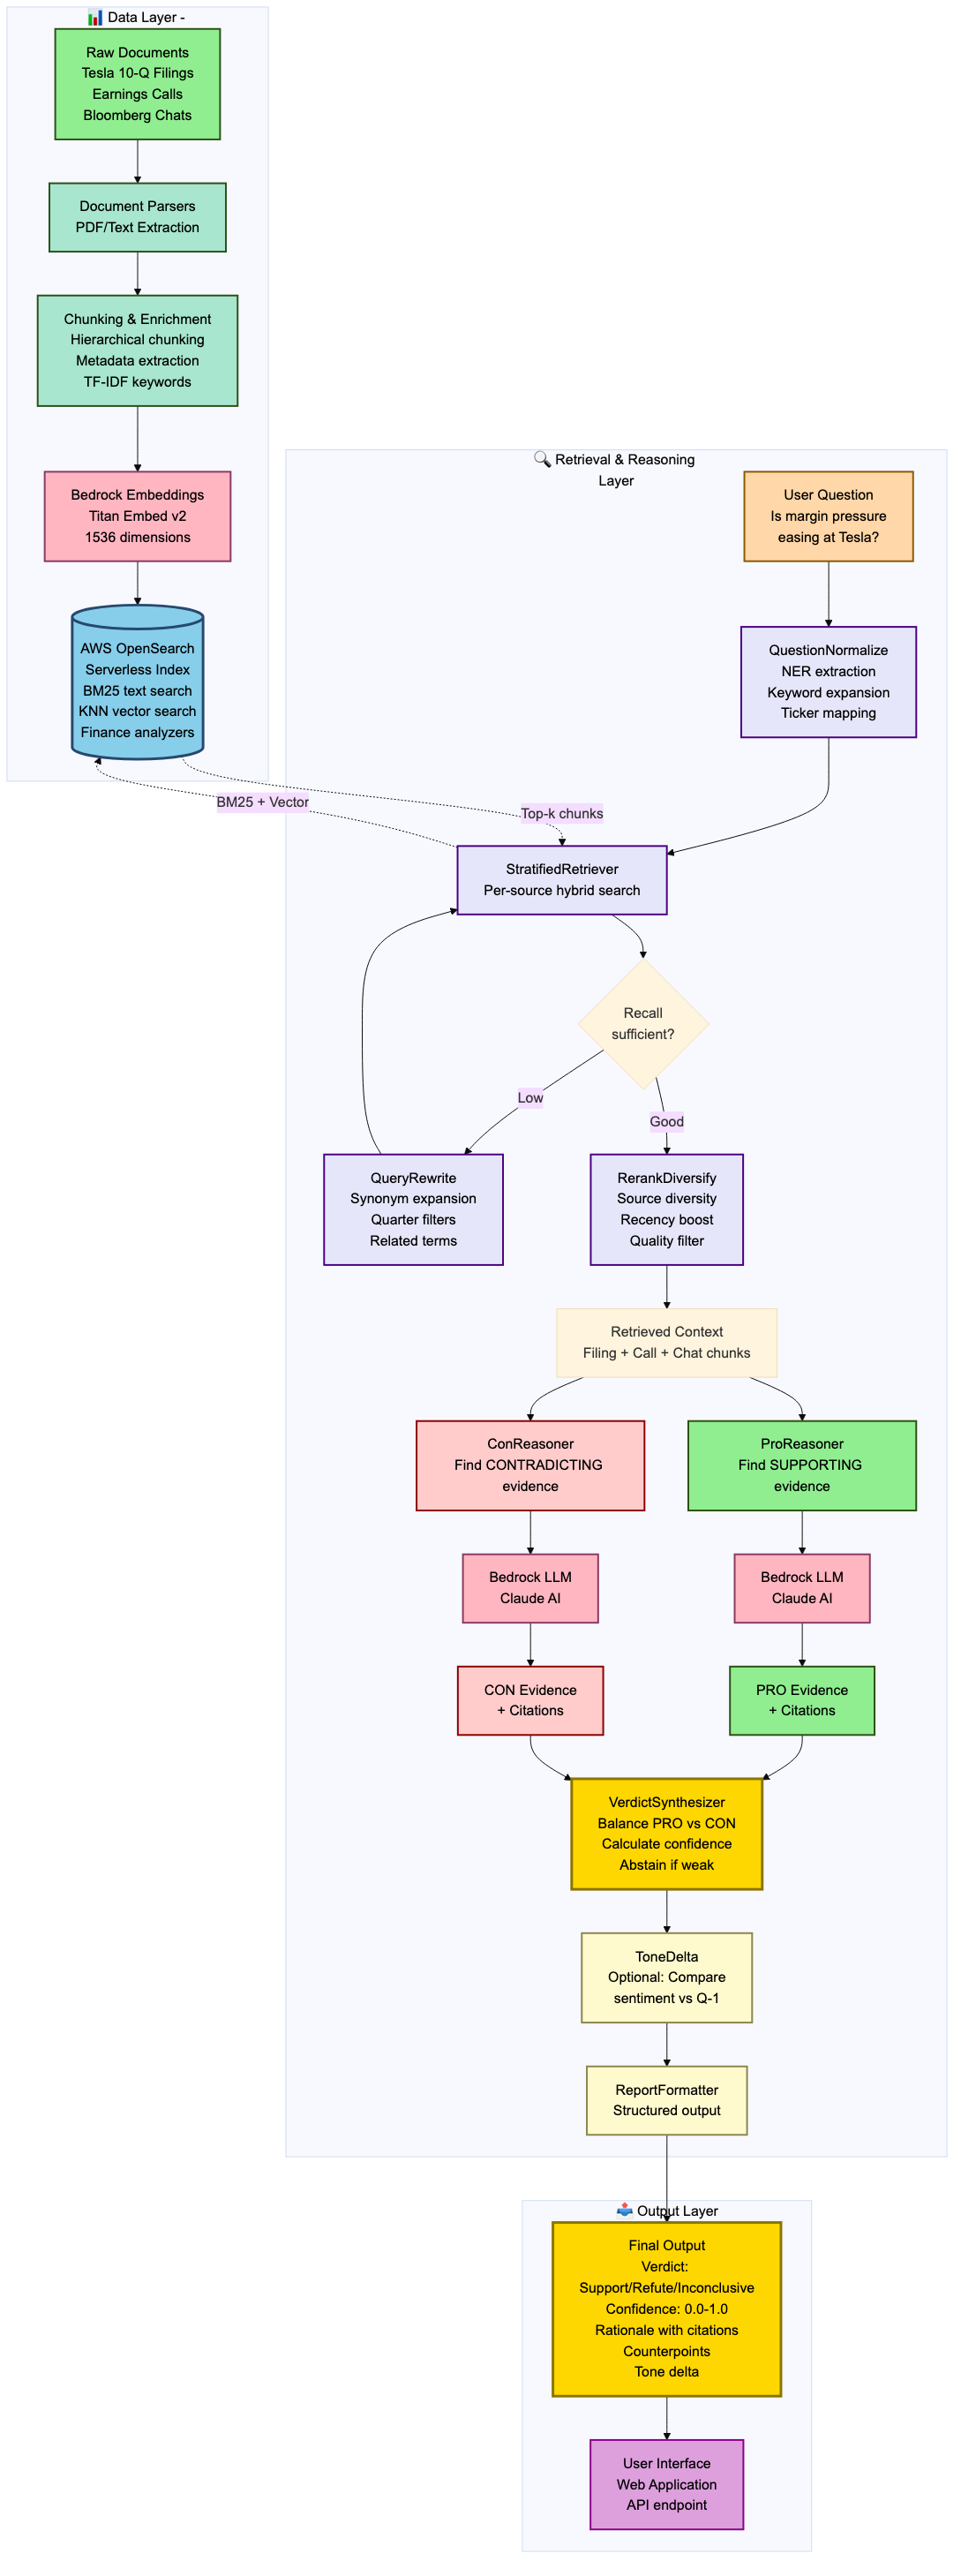 📊 Data Layer -
Raw Documents
Tesla 10-Q Filings
Earnings Calls
Bloomberg Chats
Document Parsers
PDF/Text Extraction
Chunking & Enrichment
Hierarchical chunking
Metadata extraction
TF-IDF keywords
Bedrock Embeddings
Titan Embed v2
1536 dimensions
AWS OpenSearch
Serverless Index
BM25 text search
KNN vector search
Finance analyzers
🔍 Retrieval & Reasoning
Layer
User Question
Is margin pressure
easing at Tesla?
QuestionNormalize
NER extraction
Keyword expansion
Ticker mapping
BM25 + Vector
Top-k chunks
StratifiedRetriever
Per-source hybrid search
Recall
sufficient?
Low
Good
QueryRewrite
Synonym expansion
Quarter filters
Related terms
RerankDiversify
Source diversity
Recency boost
Quality filter
Retrieved Context
Filing + Call + Chat chunks
ConReasoner
Find CONTRADICTING
evidence
ProReasoner
Find SUPPORTING
evidence
Bedrock LLM
Claude AI
Bedrock LLM
Claude AI
CON Evidence
+ Citations
PRO Evidence
+ Citations
VerdictSynthesizer
Balance PRO vs CON
Calculate confidence
Abstain if weak
ToneDelta
Optional: Compare
sentiment vs Q-1
ReportFormatter
Structured output
📤 Output Layer
Final Output
Verdict:
Support/Refute/Inconclusive
Confidence: 0.0-1.0
Rationale with citations
Counterpoints
Tone delta
User Interface
Web Application
API endpoint